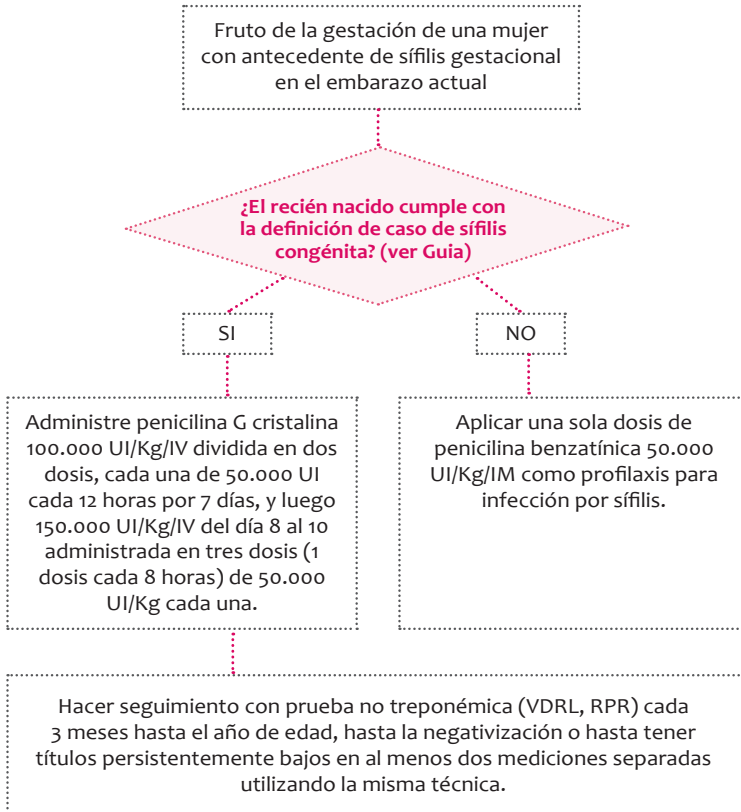 Fruto de la gestación de una mujer
con antecedente de sífilis gestacional
en el embarazo actual
¿El recién nacido cumple con
la definición de caso de sífilis
congénita? (ver Guia)
SI
NO
Administre penicilina G cristalina
100.000 UI/Kg/IV dividida en dos
dosis, cada una de 50.000 UI
cada 12 horas por 7 días, y luego
150.000 UI/Kg/IV del día 8 al 10
administrada en tres dosis (1
dosis cada 8 horas) de 50.000
UI/Kg cada una.
Aplicar una sola dosis de
penicilina benzatínica 50.000
UI/Kg/IM como profilaxis para
infección por sífilis.
Hacer seguimiento con prueba no treponémica (VDRL, RPR) cada
3 meses hasta el año de edad, hasta la negativización o hasta tener
títulos persistentemente bajos en al menos dos mediciones separadas
utilizando la misma técnica.